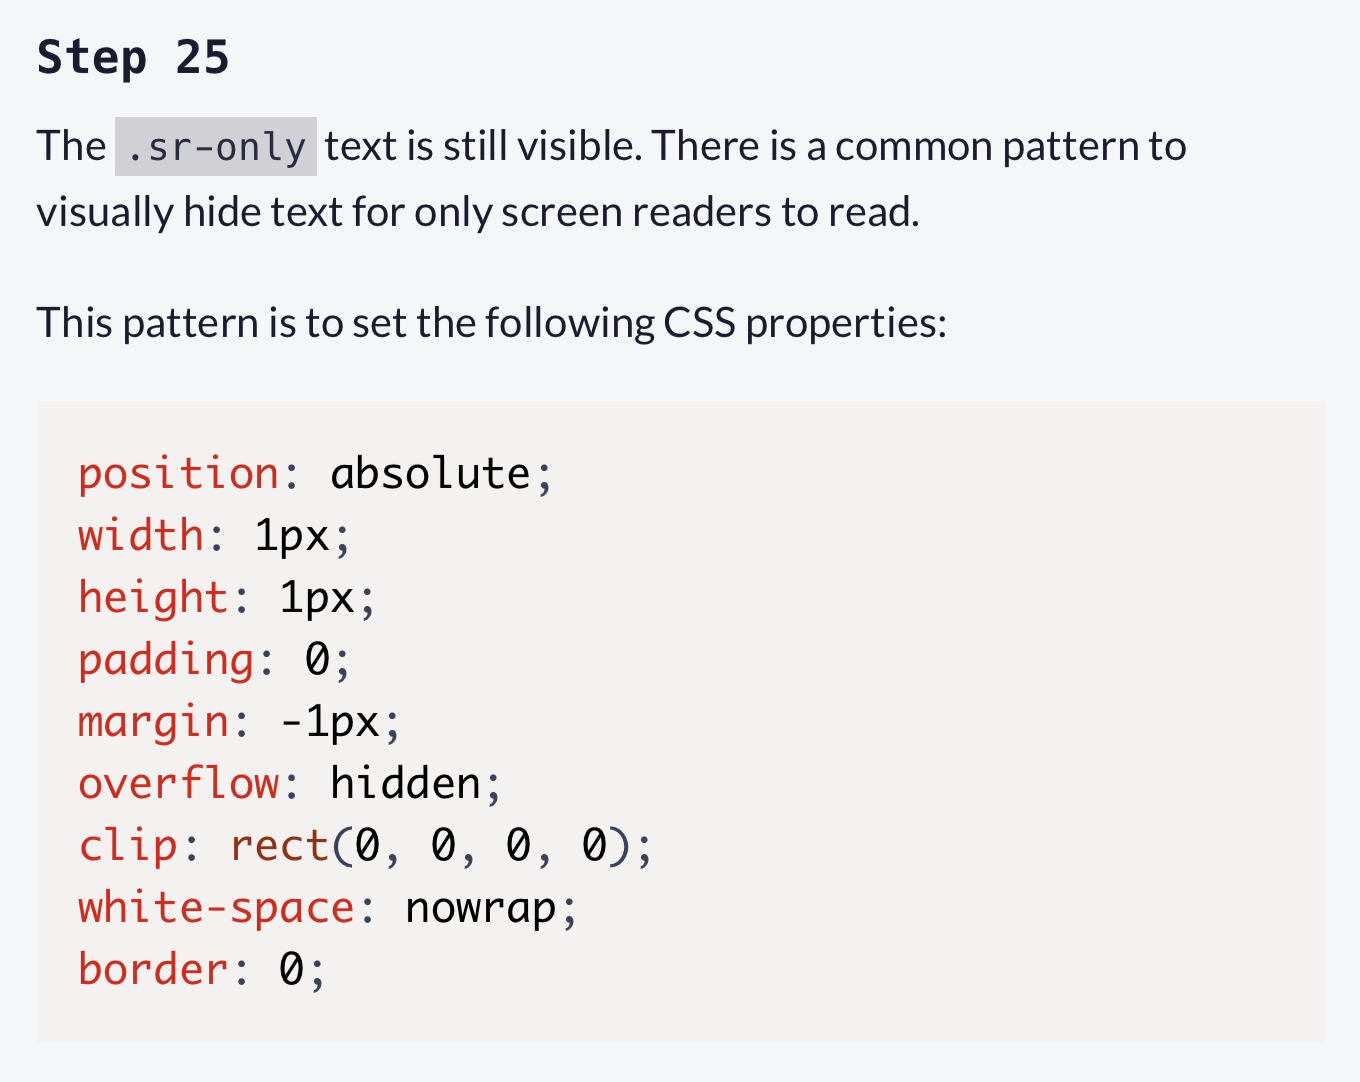 Step 25
The .sr-only text is still visible. There is a common pattern to
visually hide text for only screen readers to read.
This pattern is to set the following CSS properties:
position: absolute;
width: 1px;
height: 1px;
padding: 0;
margin: -1px;
overflow: hidden;
clip: rect(0, 0, 0, 0);
white-space: nowrap;
border: 0;